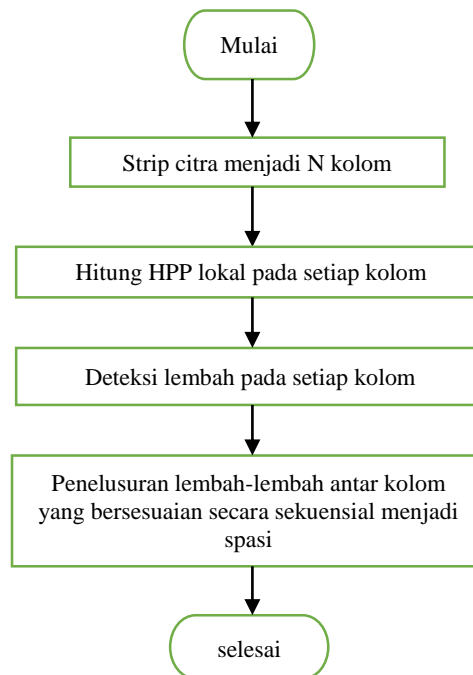 Mulai
Strip citra menjadi N kolom
Hitung HPP lokal pada setiap kolom
Deteksi lembah pada setiap kolom
Penelusuran lembah-lembah antar kolom
yang bersesuaian secara sekuensial menjadi
spasi
selesai